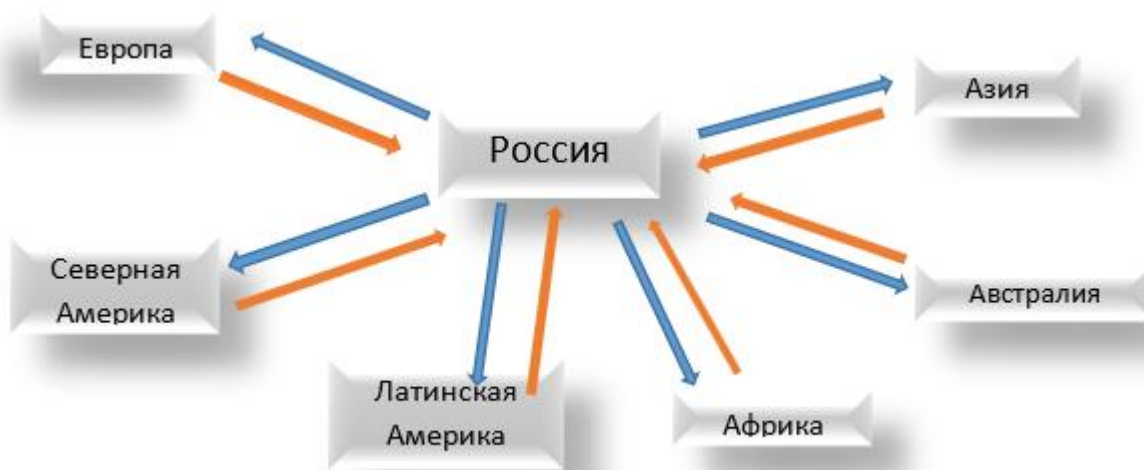 Европа
Азия
Россия
Северная
Америка
Австралия
Латинская
Америка
Африка